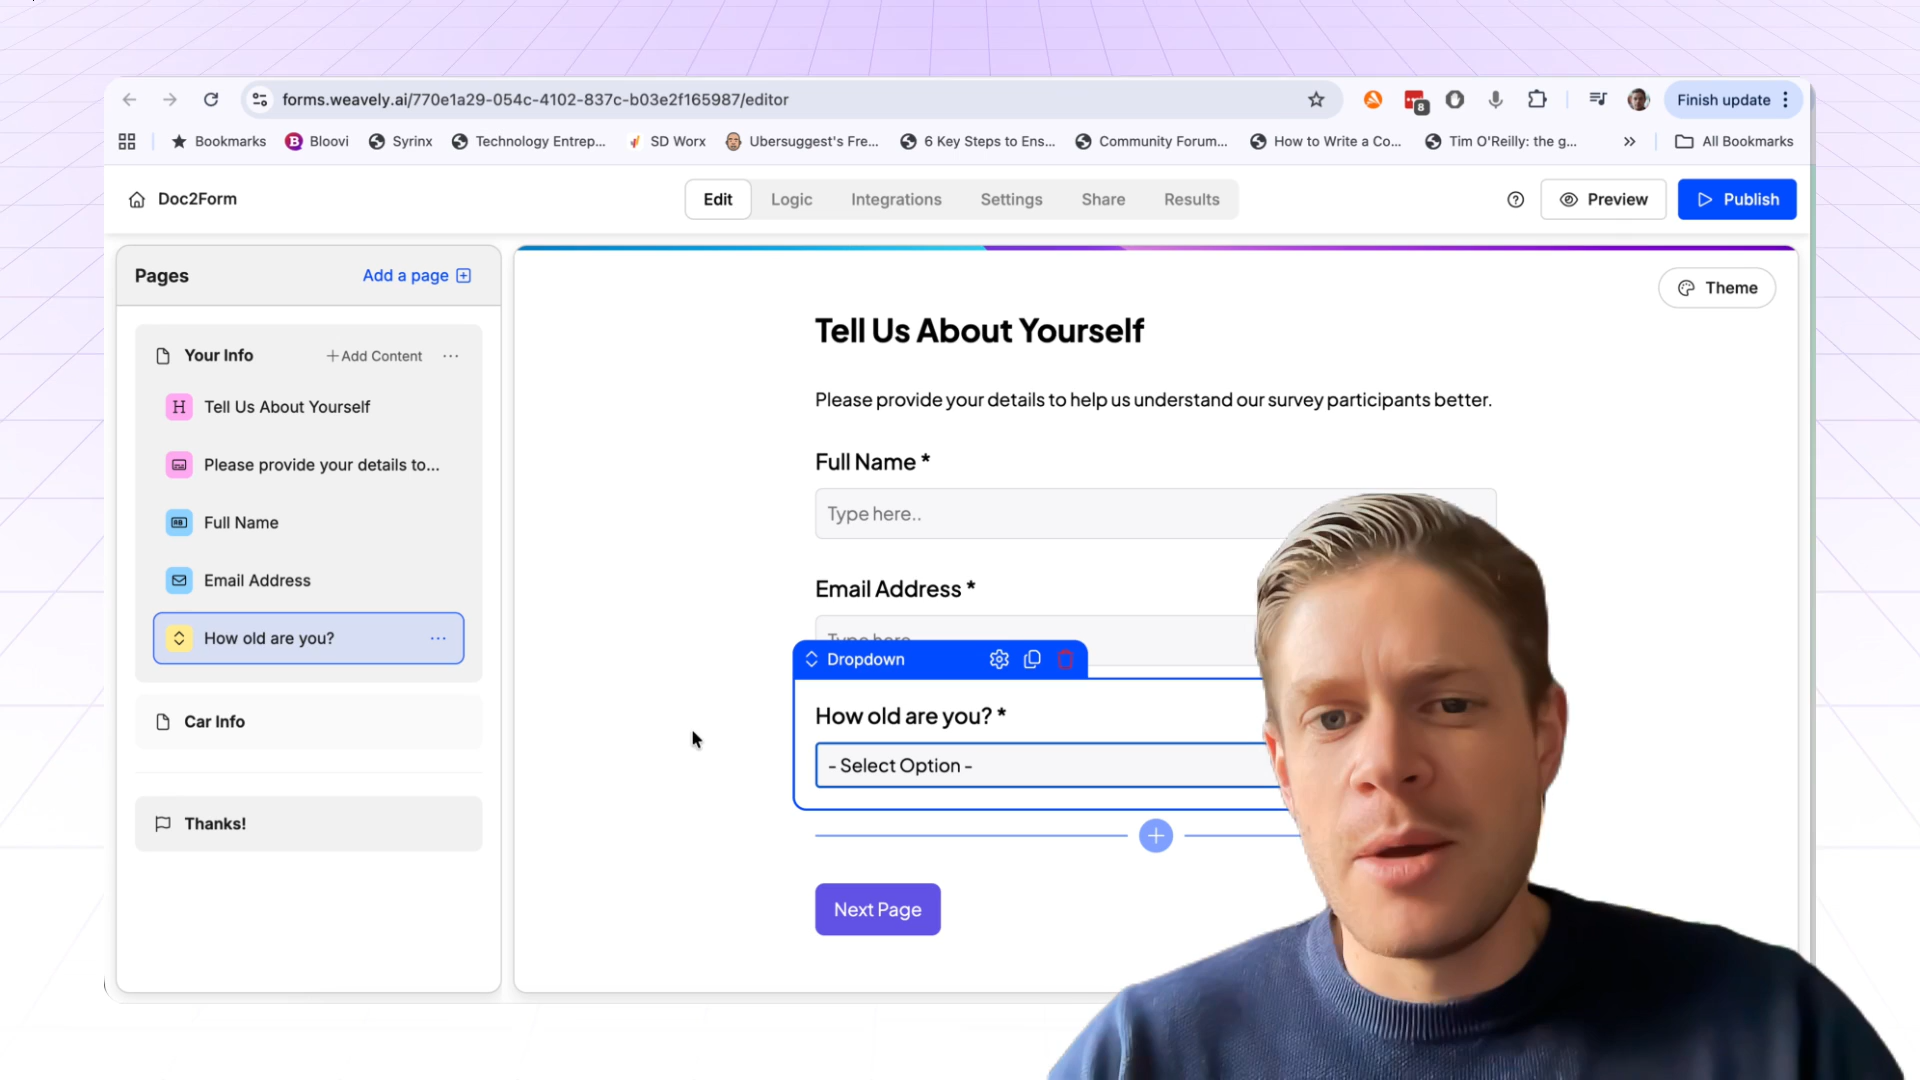 forms.weavely.ai/770e1a29-054c-4102-837c-b03e2f165987/editor
8
Finish update
Bookmarks
Bloovi
Syrinx
Technology Entrep...
SD Worx
Ubersuggest's Fre...
6 Key Steps to Ens...
Community Forum...
How to Write a Co...
Tim O'Reilly: the g...
All Bookmarks
Doc2Form
Edit
Logic
Integrations
Settings
Share
Results
Preview
Publish
Pages
Add a page
Your Info
+Add Content
H Tell Us About Yourself
Please provide your details to...
Full Name
Email Address
How old are you?
Car Info
Thanks!
Theme
Tell Us About Yourself
Please provide your details to help us understand our survey participants better.
Full Name *
Type here..
Email Address *
Type here..
Dropdown
How old are you? *
- Select Option -
Next Page